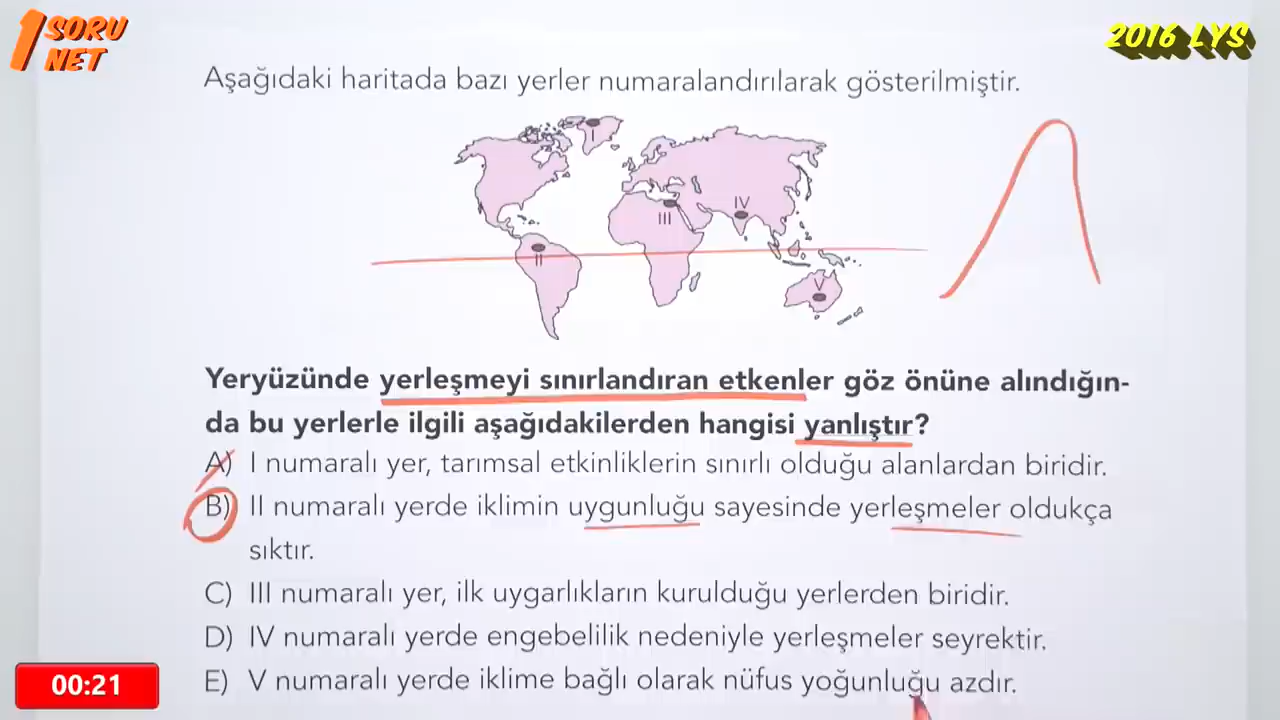 1 SORU
NET
2016 LYS
Aşağıdaki haritada bazı yerler numaralandırılarak gösterilmiştir.
I
IV
III
II
V
Yeryüzünde yerleşmeyi sınırlandıran etkenler göz önüne alındığın-
da bu yerlerle ilgili aşağıdakilerden hangisi yanlıştır?
A) I numaralı yer, tarımsal etkinliklerin sınırlı olduğu alanlardan biridir.
B) II numaralı yerde iklimin uygunluğu sayesinde yerleşmeler oldukça
sıktır.
C) III numaralı yer, ilk uygarlıkların kurulduğu yerlerden biridir.
D) IV numaralı yerde engebelilik nedeniyle yerleşmeler seyrektir.
E) V numaralı yerde iklime bağlı olarak nüfus yoğunluğu azdır.
00:21